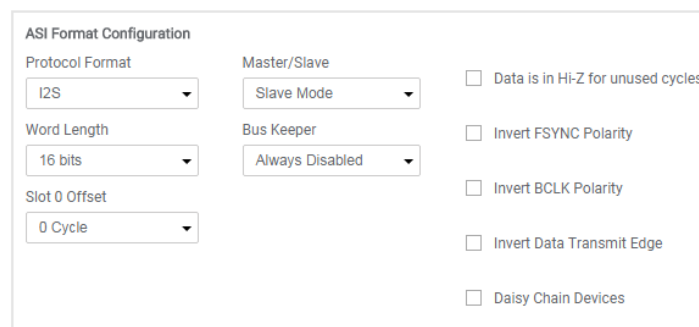 ASI Format Configuration
Protocol Format
I2S
Word Length
16 bits
Slot 0 Offset
0 Cycle
Master/Slave
Slave Mode
Bus Keeper
Always Disabled
Data is in Hi-Z for unused cycles
Invert FSYNC Polarity
Invert BCLK Polarity
Invert Data Transmit Edge
Daisy Chain Devices